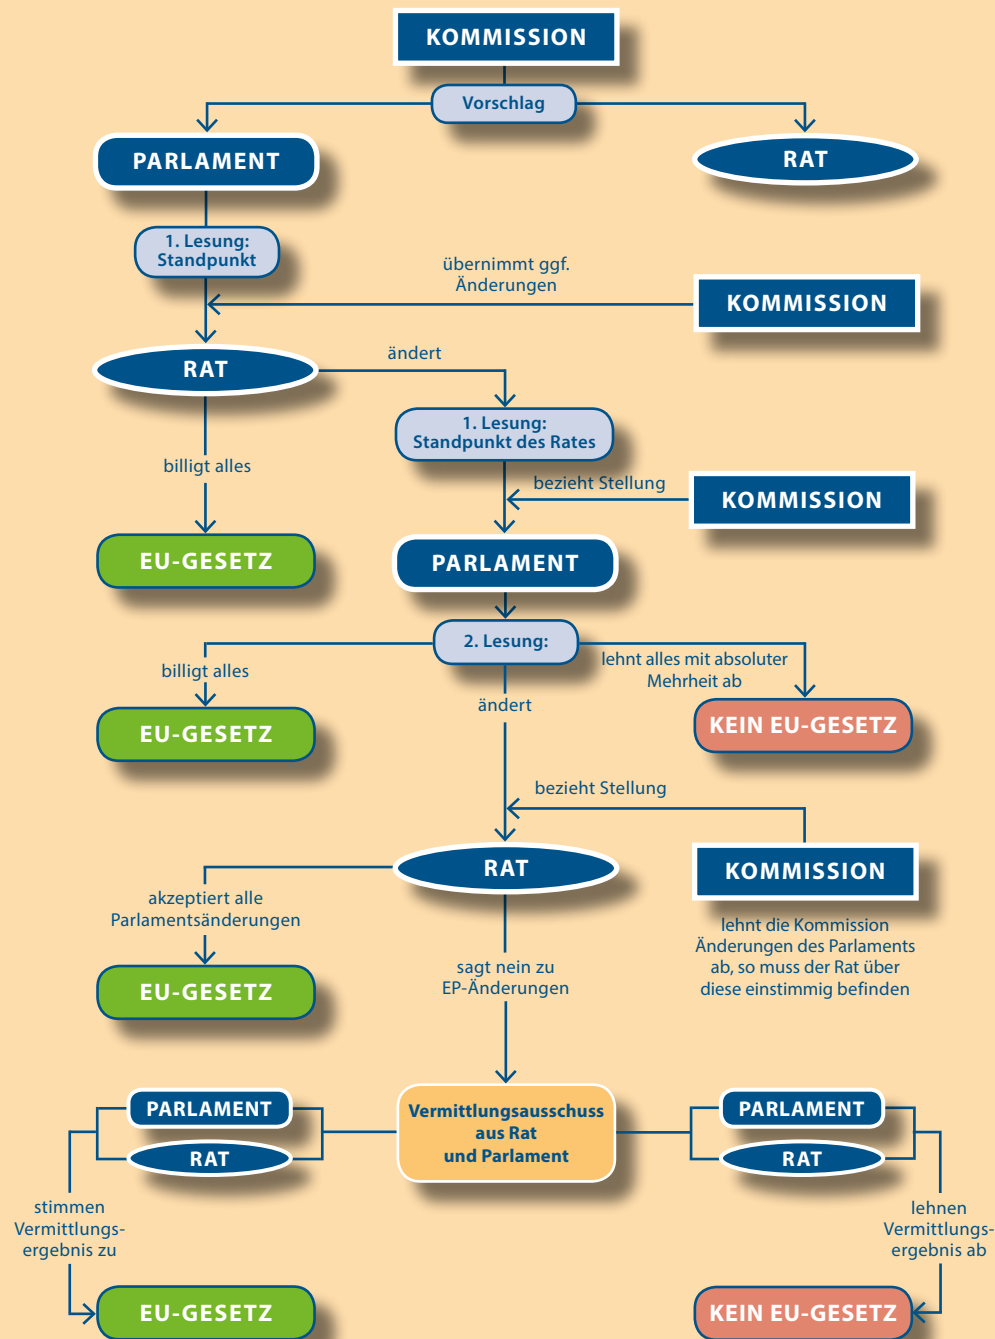 KOMMISSION
Vorschlag
PARLAMENT
RAT
1. Lesung:
Standpunkt
übernimmt ggf.
Änderungen
KOMMISSION
RAT
ändert
1. Lesung:
Standpunkt des Rates
billigt alles
bezieht Stellung
KOMMISSION
EU-GESETZ
PARLAMENT
2. Lesung:
billigt alles
lehnt alles mit absoluter
Mehrheit ab
ändert
EU-GESETZ
KEIN EU-GESETZ
bezieht Stellung
RAT
KOMMISSION
akzeptiert alle
Parlamentsänderungen
lehnt die Kommission
Änderungen des Parlaments
ab, so muss der Rat über
diese einstimmig befinden
EU-GESETZ
sagt nein zu
EP-Änderungen
PARLAMENT
RAT
Vermittlungsausschuss
aus Rat
und Parlament
PARLAMENT
RAT
stimmen
Vermittlungs-
ergebnis zu
lehnen
Vermittlungs-
ergebnis ab
EU-GESETZ
KEIN EU-GESETZ